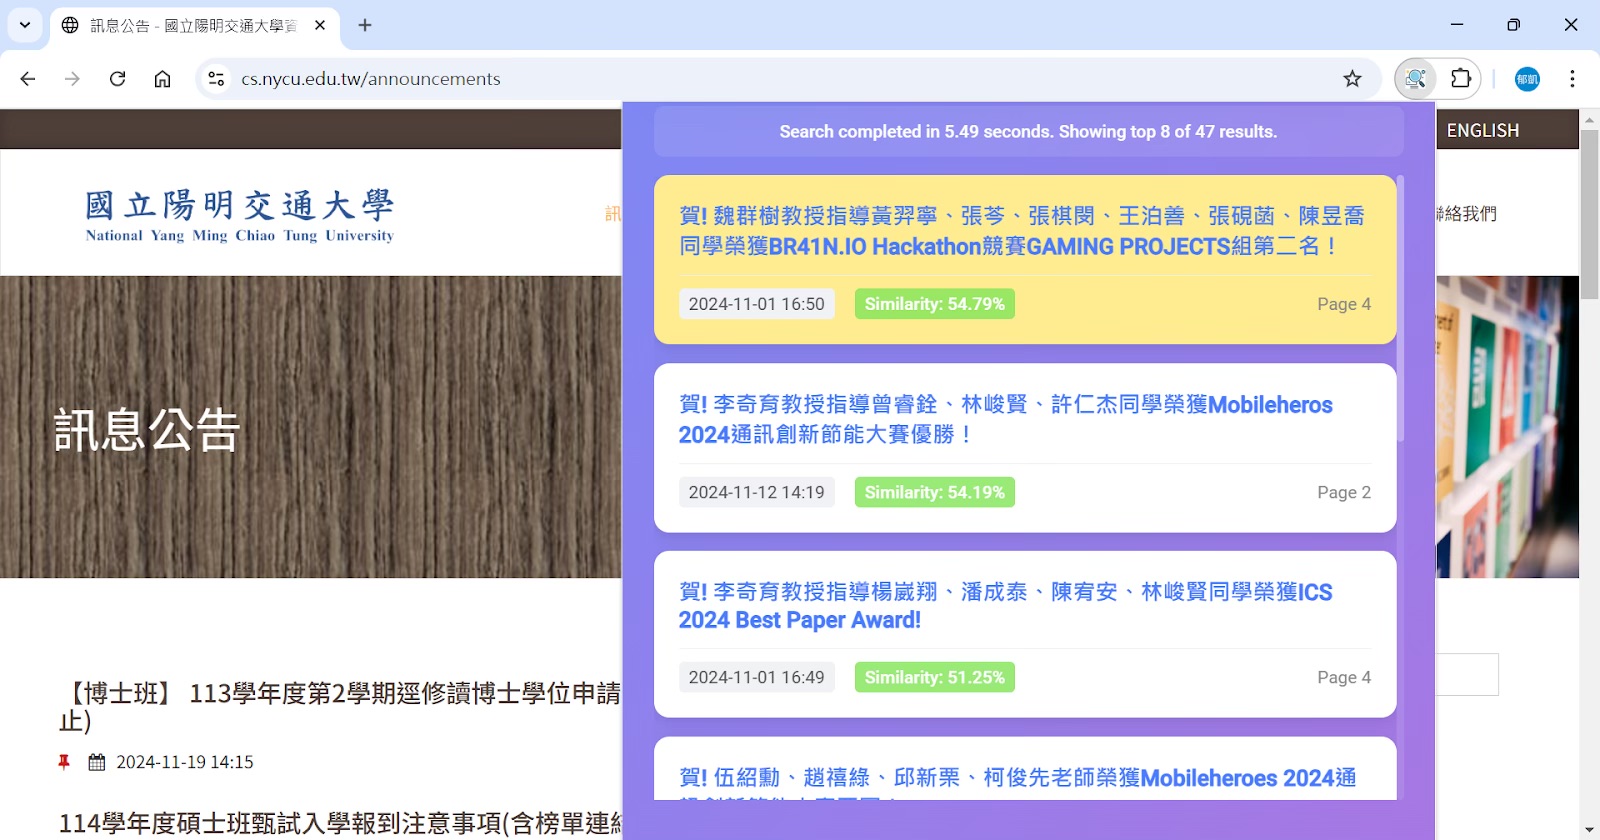 訊息公告 - 國立陽明交通大學資
cs.nycu.edu.tw/announcements
郁凱
ENGLISH
國立陽明交通大學
National Yang Ming Chiao Tung University
訊
聯絡我們
訊息公告
Search completed in 5.49 seconds. Showing top 8 of 47 results.
賀! 魏群樹教授指導黃羿寧、張芩、張棋閔、王泊善、張硯菡、陳昱喬
同學榮獲BR41N.IO Hackathon競賽GAMING PROJECTS組第二名！
2024-11-01 16:50 Similarity: 54.79% Page 4
賀! 李奇育教授指導曾睿銓、林峻賢、許仁杰同學榮獲Mobileheros
2024通訊創新節能大賽優勝！
2024-11-12 14:19 Similarity: 54.19% Page 2
賀! 李奇育教授指導楊崴翔、潘成泰、陳宥安、林峻賢同學榮獲ICS
2024 Best Paper Award!
2024-11-01 16:49 Similarity: 51.25% Page 4
賀! 伍紹勳、趙禧綠、邱新栗、柯俊先老師榮獲Mobileheroes 2024通
【博士班】 113學年度第2學期逕修讀博士學位申請
止)
2024-11-19 14:15
114學年度碩士班甄試入學報到注意事項(含榜單連結